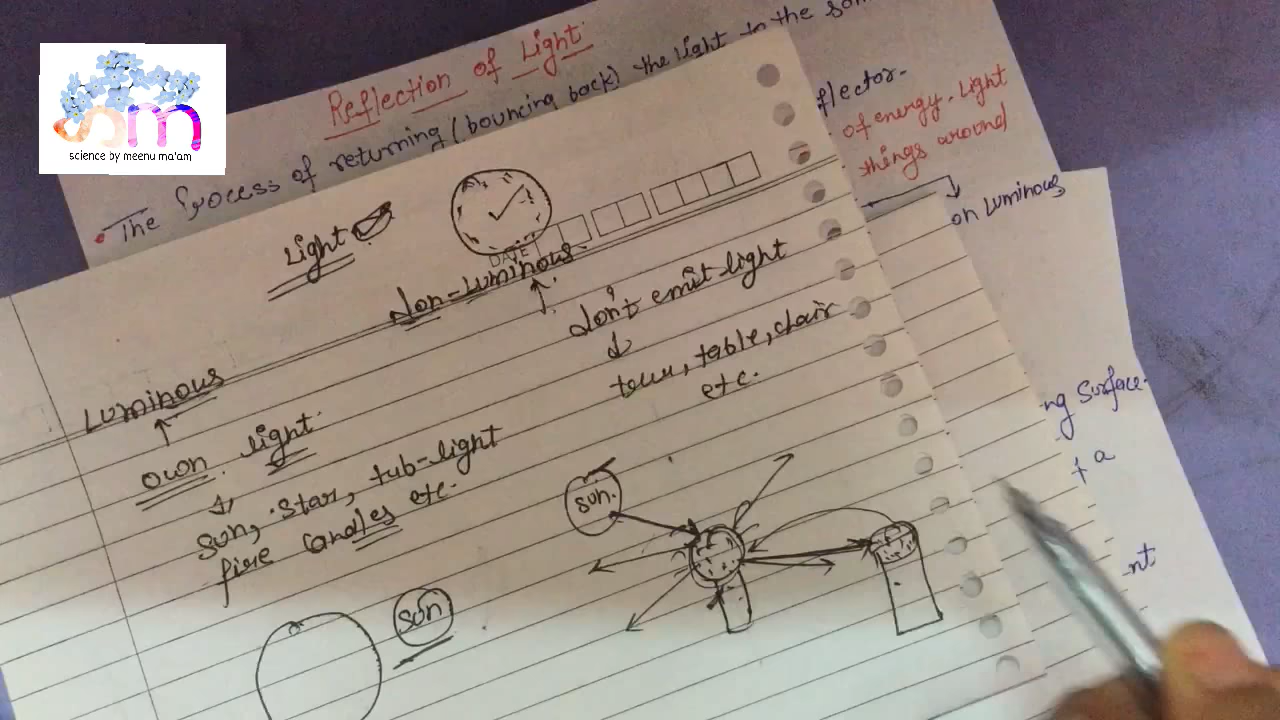 science by meenu ma'am
Reflection of Light
• The Process of returning (bouncing back) the light to the
flector.
of energy. Light
things around
on Luminous
Light
DATE
Non-Luminous
don't emit light
table, chair
etc.
Luminous
own light
sun, star, tub-light
fire candles etc.
sun.
sun
ng surface.
t a
nt